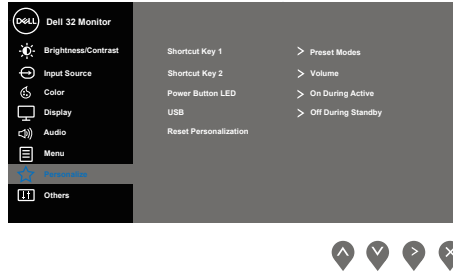 DELL Dell 32 Monitor
Brightness/Contrast
Input Source
Color
Display
Audio
Menu
Personalize
Others
Shortcut Key 1 > Preset Modes
Shortcut Key 2 > Volume
Power Button LED > On During Active
USB > Off During Standby
Reset Personalization